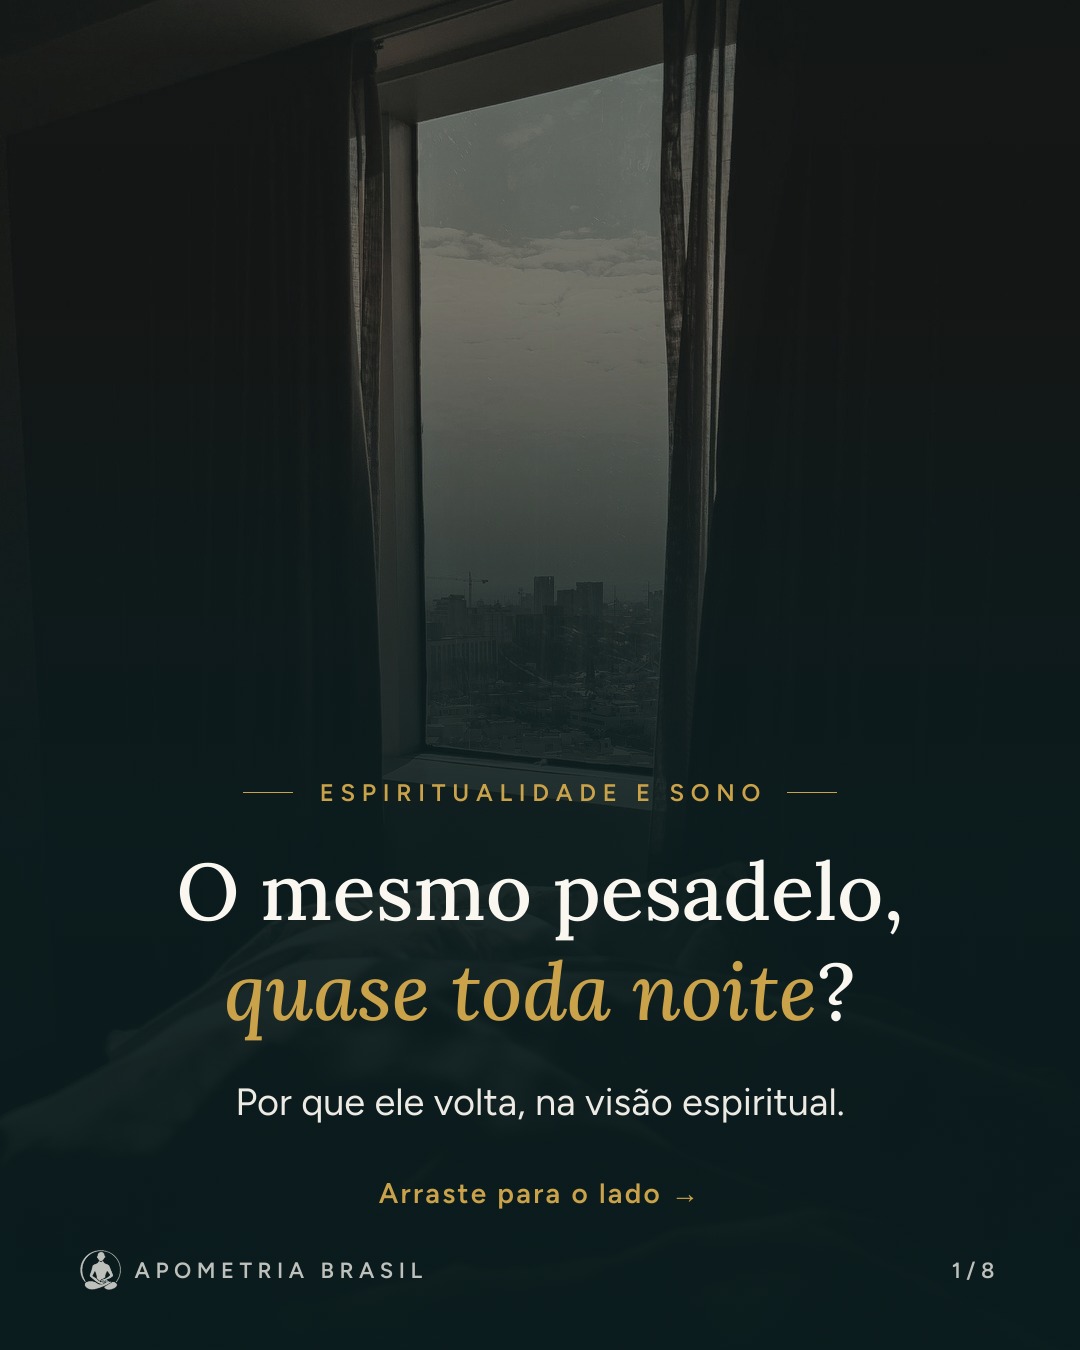 ESPIRITUALIDADE E SONO
O mesmo pesadelo,
quase toda noite?
Por que ele volta, na visão espiritual.
Arraste para o lado →
APOMETRIA BRASIL
1/8